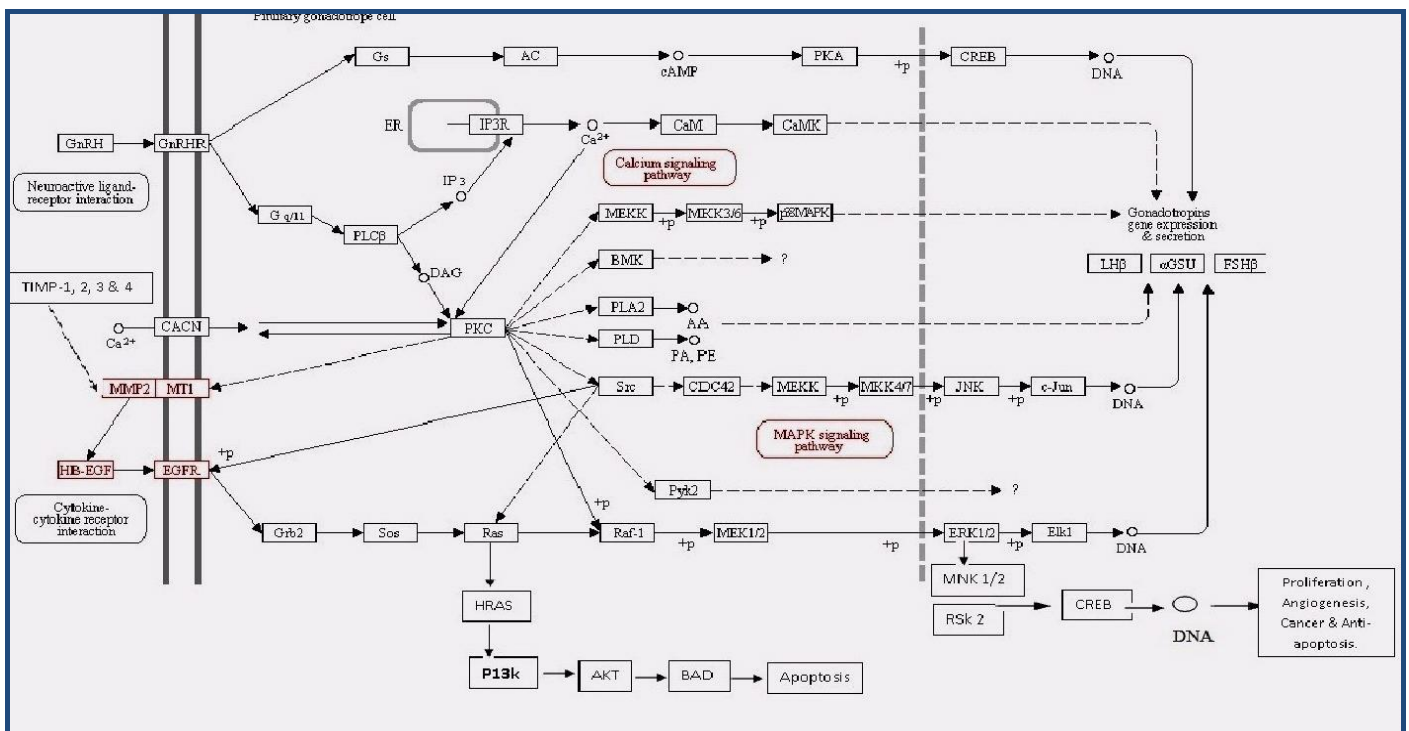 Pituitary gonadotrope cell
Gs
AC
cAMP
PKA
+p
CREB
DNA
ER
IP3R
Ca2+
CaM
CaMK
GnRH
GnRHR
Calcium signaling
pathway
Neuroactive ligand-
receptor interaction
IP3
Gq/11
PLCβ
MEKK
+p
MKK3/6
+p
p38MAPK
Gonadotropins
gene expression
& secretion
DAG
BMK
?
LHβ
αGSU
FSHβ
TIMP-1, 2, 3 & 4
PLA2
AA
Ca2+
CACN
PKC
PLD
PA, PE
MMP2
MT1
Src
CDC42
MEKK
+p
MKK4/7
+p
JNK
+p
c-Jun
DNA
MAPK signaling
pathway
+p
HB-EGF
EGFR
Pyk2
?
Cytokine-
cytokine receptor
interaction
+p
Grb2
Sos
Ras
Raf-1
+p
MEK1/2
+p
ERK1/2
+p
Elk1
DNA
MNK 1/2
HRAS
RSk 2
CREB
DNA
Proliferation ,
Angiogenesis,
Cancer & Anti-
apoptosis.
P13k
AKT
BAD
Apoptosis